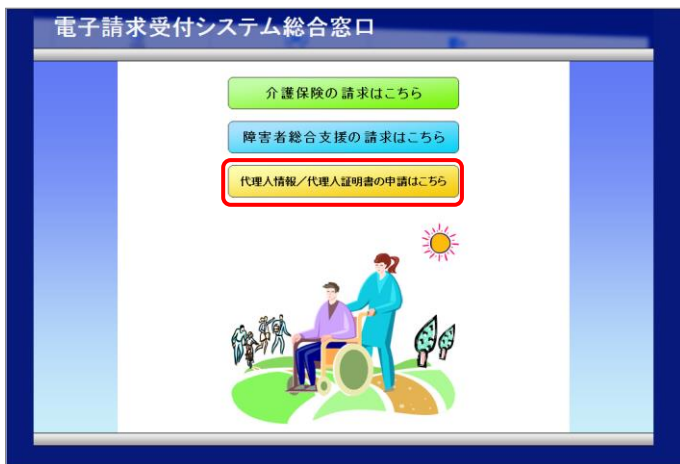 電子請求受付システム総合窓口
介護保険の請求はこちら
障害者総合支援の請求はこちら
代理人情報／代理人証明書の申請はこちら